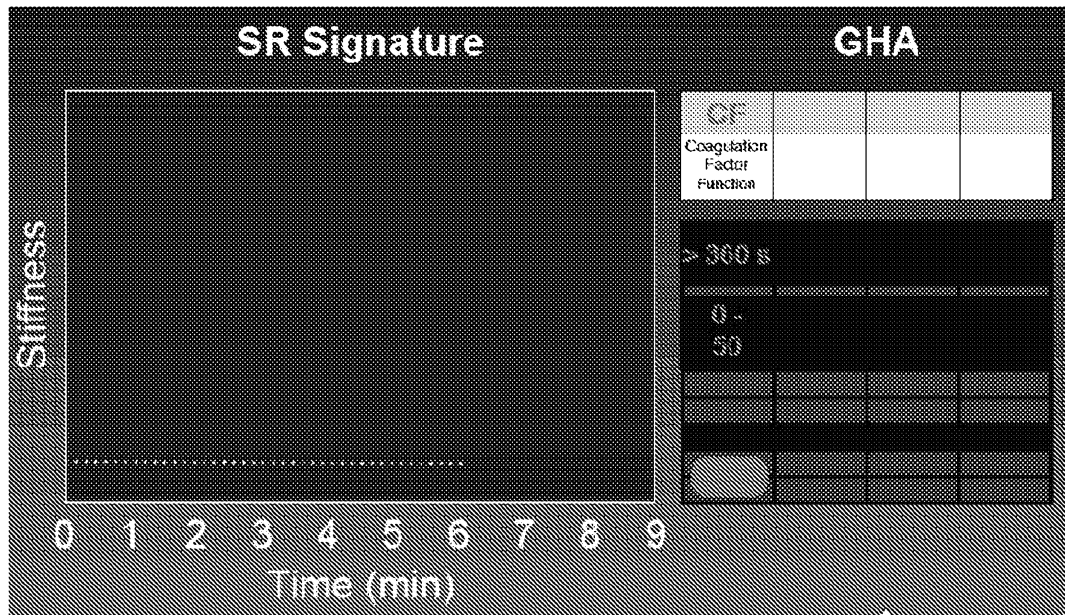 SR Signature
GHA
CF
Coagulation
Factor
Function
> 360 s
0 -
50
Stiffness
0 1 2 3 4 5 6 7 8 9
Time (min)